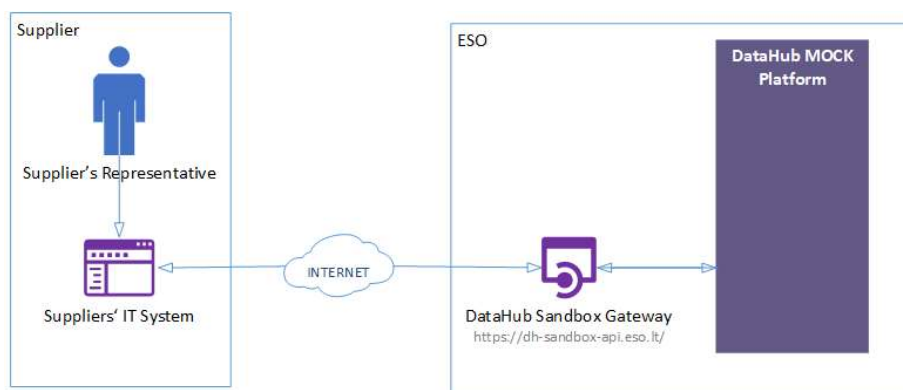 Supplier
Supplier’s Representative
Suppliers‘ IT System
INTERNET
ESO
DataHub MOCK
Platform
DataHub Sandbox Gateway
https://dh-sandbox-api.eso.lt/